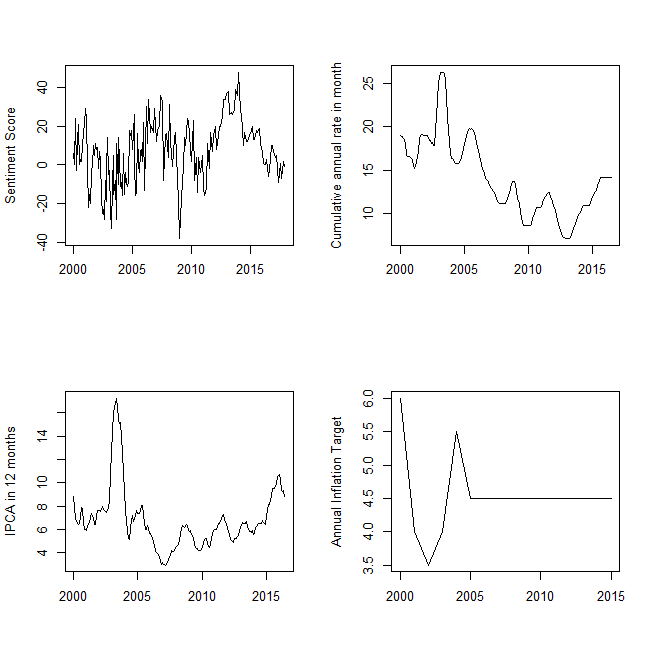 Sentiment Score
-40 -20 0 20 40
2000 2005 2010 2015
Cumulative annual rate in month
10 15 20 25
2000 2005 2010 2015
IPCA in 12 months
4 6 8 10 14
2000 2005 2010 2015
Annual Inflation Target
3.5 4.0 4.5 5.0 5.5 6.0
2000 2005 2010 2015